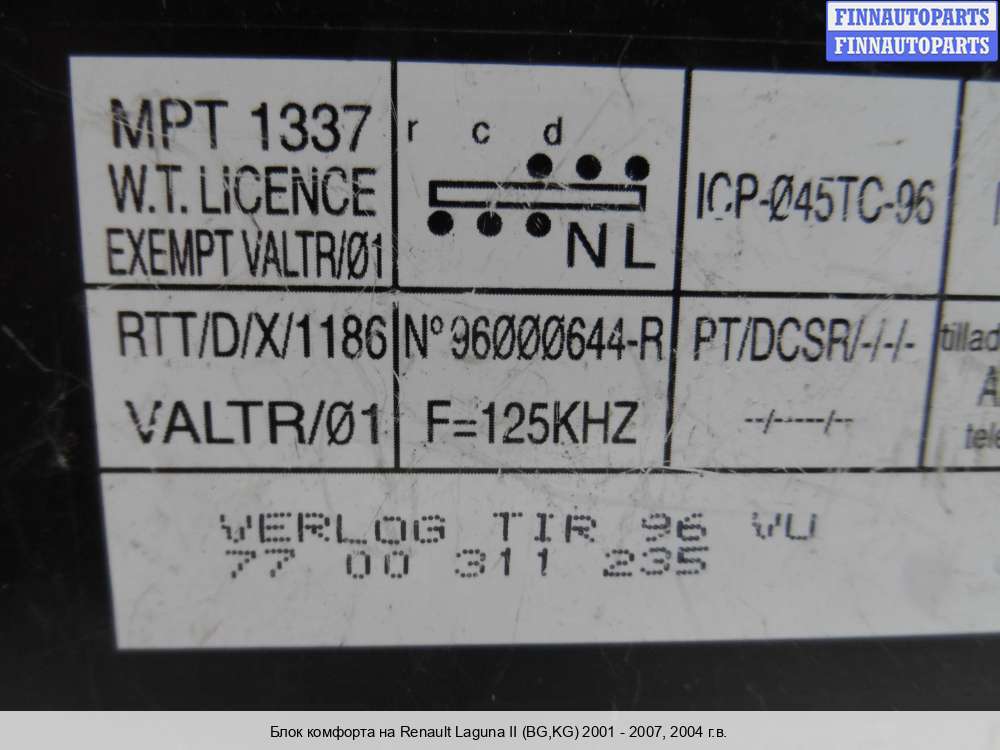 FINNAUTOPARTS
FINNAUTOPARTS
MPT 1337
W.T. LICENCE
EXEMPT VALTR/Ø1
r c d
N L
ICP-Ø45TC-96
RTT/D/X/1186
VALTR/Ø1
N° 96ØØØ644-R
F=125KHZ
PT/DCSR/-/-/-
--/-----/--
VERLOG TIR 96 VU
77 00 311 235
Блок комфорта на Renault Laguna II (BG,KG) 2001 - 2007, 2004 г.в.